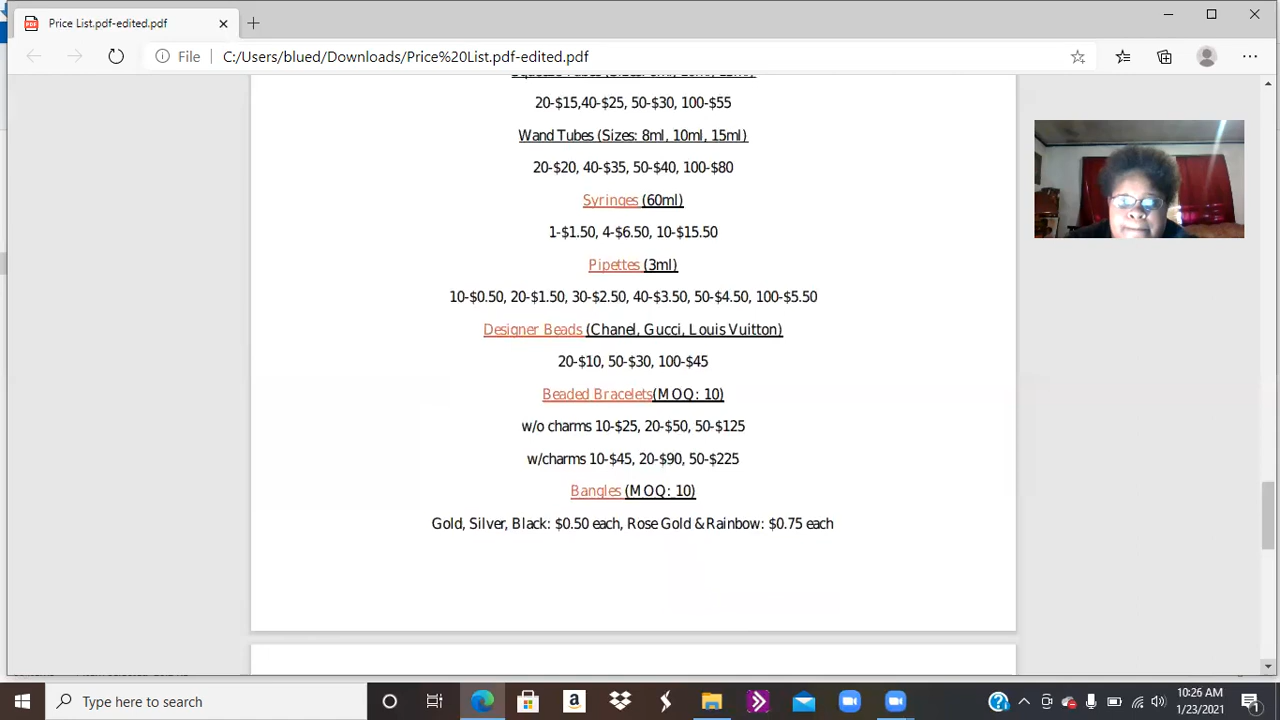 Price List.pdf-edited.pdf
File C:/Users/blued/Downloads/Price%20List.pdf-edited.pdf
20-$15,40-$25, 50-$30, 100-$55
Wand Tubes (Sizes: 8ml, 10ml, 15ml)
20-$20, 40-$35, 50-$40, 100-$80
Syringes (60ml)
1-$1.50, 4-$6.50, 10-$15.50
Pipettes (3ml)
10-$0.50, 20-$1.50, 30-$2.50, 40-$3.50, 50-$4.50, 100-$5.50
Designer Beads (Chanel, Gucci, Louis Vuitton)
20-$10, 50-$30, 100-$45
Beaded Bracelets(MOQ: 10)
w/o charms 10-$25, 20-$50, 50-$125
w/charms 10-$45, 20-$90, 50-$225
Bangles (MOQ: 10)
Gold, Silver, Black: $0.50 each, Rose Gold & Rainbow: $0.75 each
Type here to search
10:26 AM
1/23/2021